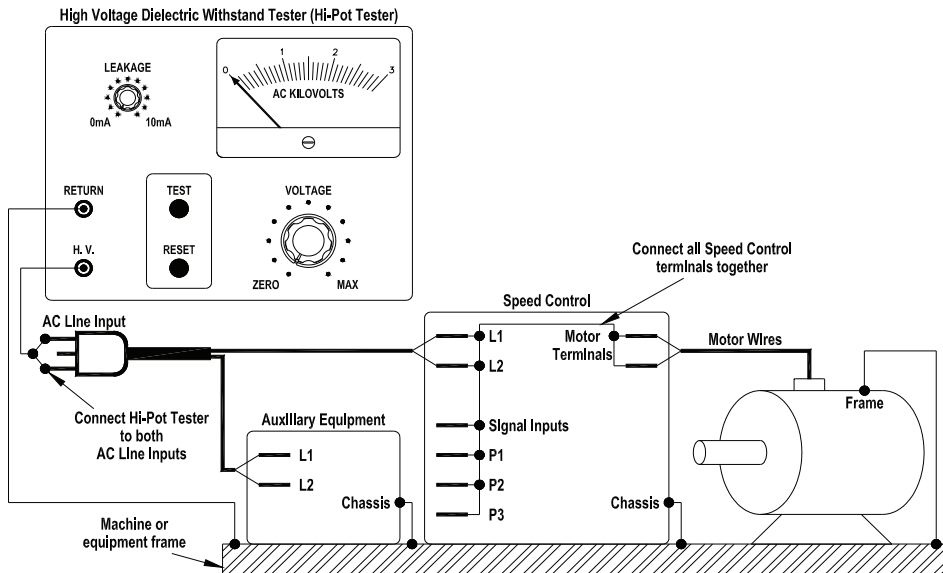 High Voltage Dielectric Withstand Tester (Hi-Pot Tester)
LEAKAGE
0mA
10mA
0
1
2
3
AC KILOVOLTS
RETURN
TEST
VOLTAGE
H. V.
RESET
ZERO
MAX
Connect all Speed Control
terminals together
AC Line Input
Speed Control
L1
Motor
Terminals
Motor Wires
L2
Connect Hi-Pot Tester
to both
AC Line Inputs
Auxiliary Equipment
Frame
Signal Inputs
L1
P1
L2
P2
Chassis
Chassis
P3
Machine or
equipment frame